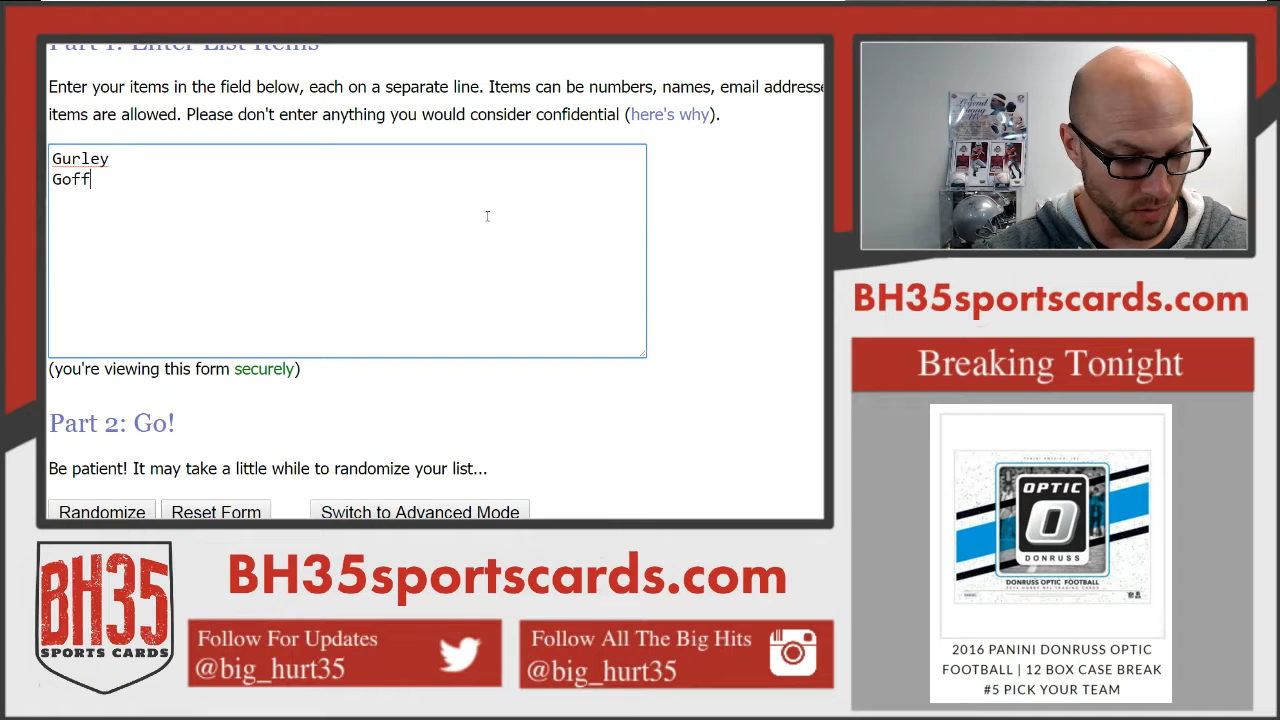 Part 1: Enter List Items
Enter your items in the field below, each on a separate line. Items can be numbers, names, email addresse
items are allowed. Please don't enter anything you would consider confidential (here's why).
Gurley
Goff
(you're viewing this form securely)
Part 2: Go!
Be patient! It may take a little while to randomize your list...
Randomize
Reset Form
Switch to Advanced Mode
BH35sportscards.com
Breaking Tonight
OPTIC
DONRUSS
DONRUSS OPTIC FOOTBALL
2016 PANINI DONRUSS OPTIC
FOOTBALL | 12 BOX CASE BREAK
#5 PICK YOUR TEAM
BH35
SPORTS CARDS
BH35sportscards.com
Follow For Updates
@big_hurt35
Follow All The Big Hits
@big_hurt35